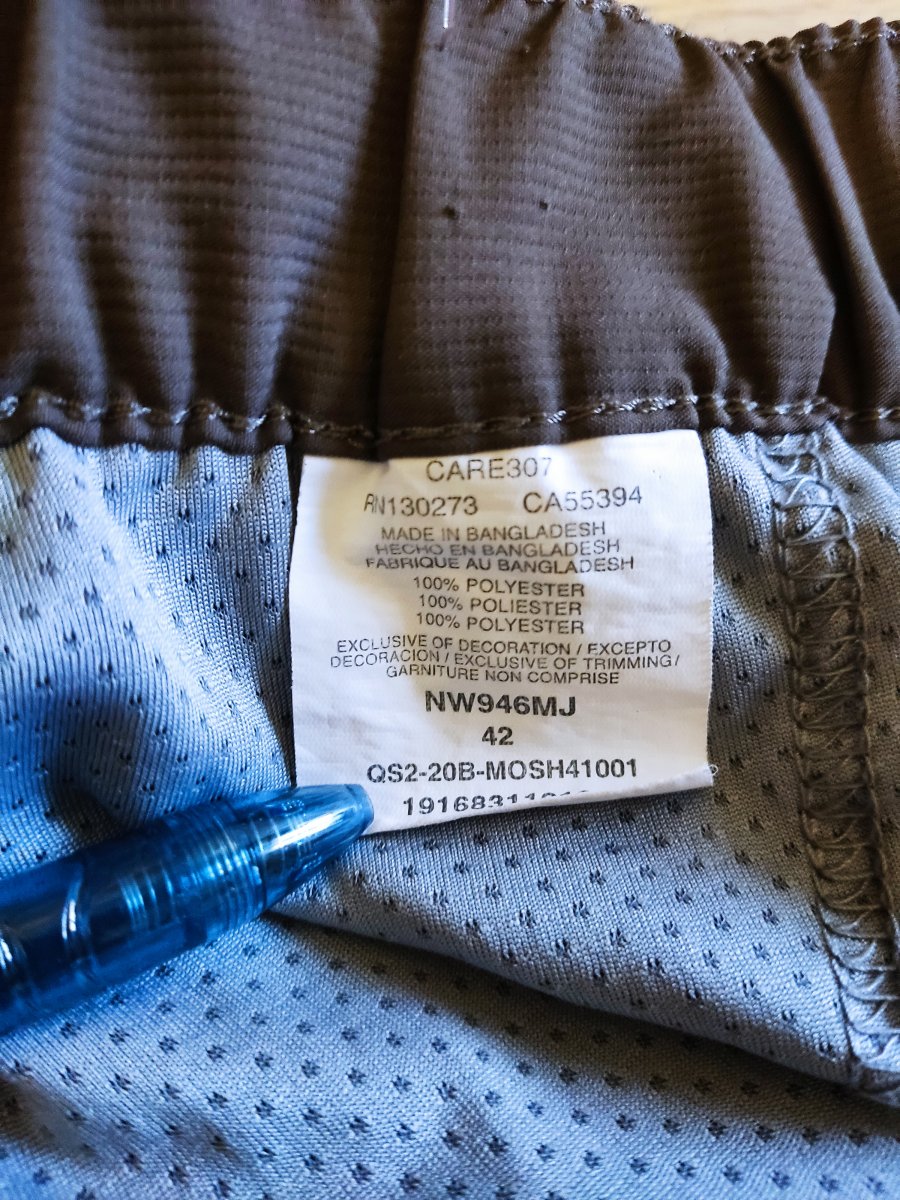 CARE307
RN130273 CA55394
MADE IN BANGLADESH
HECHO EN BANGLADESH
FABRIQUE AU BANGLADESH
100% POLYESTER
100% POLIESTER
100% POLYESTER
EXCLUSIVE OF DECORATION / EXCEPTO
DECORACION / EXCLUSIVE OF TRIMMING /
GARNITURE NON COMPRISE
NW946MJ
42
QS2-20B-MOSH41001